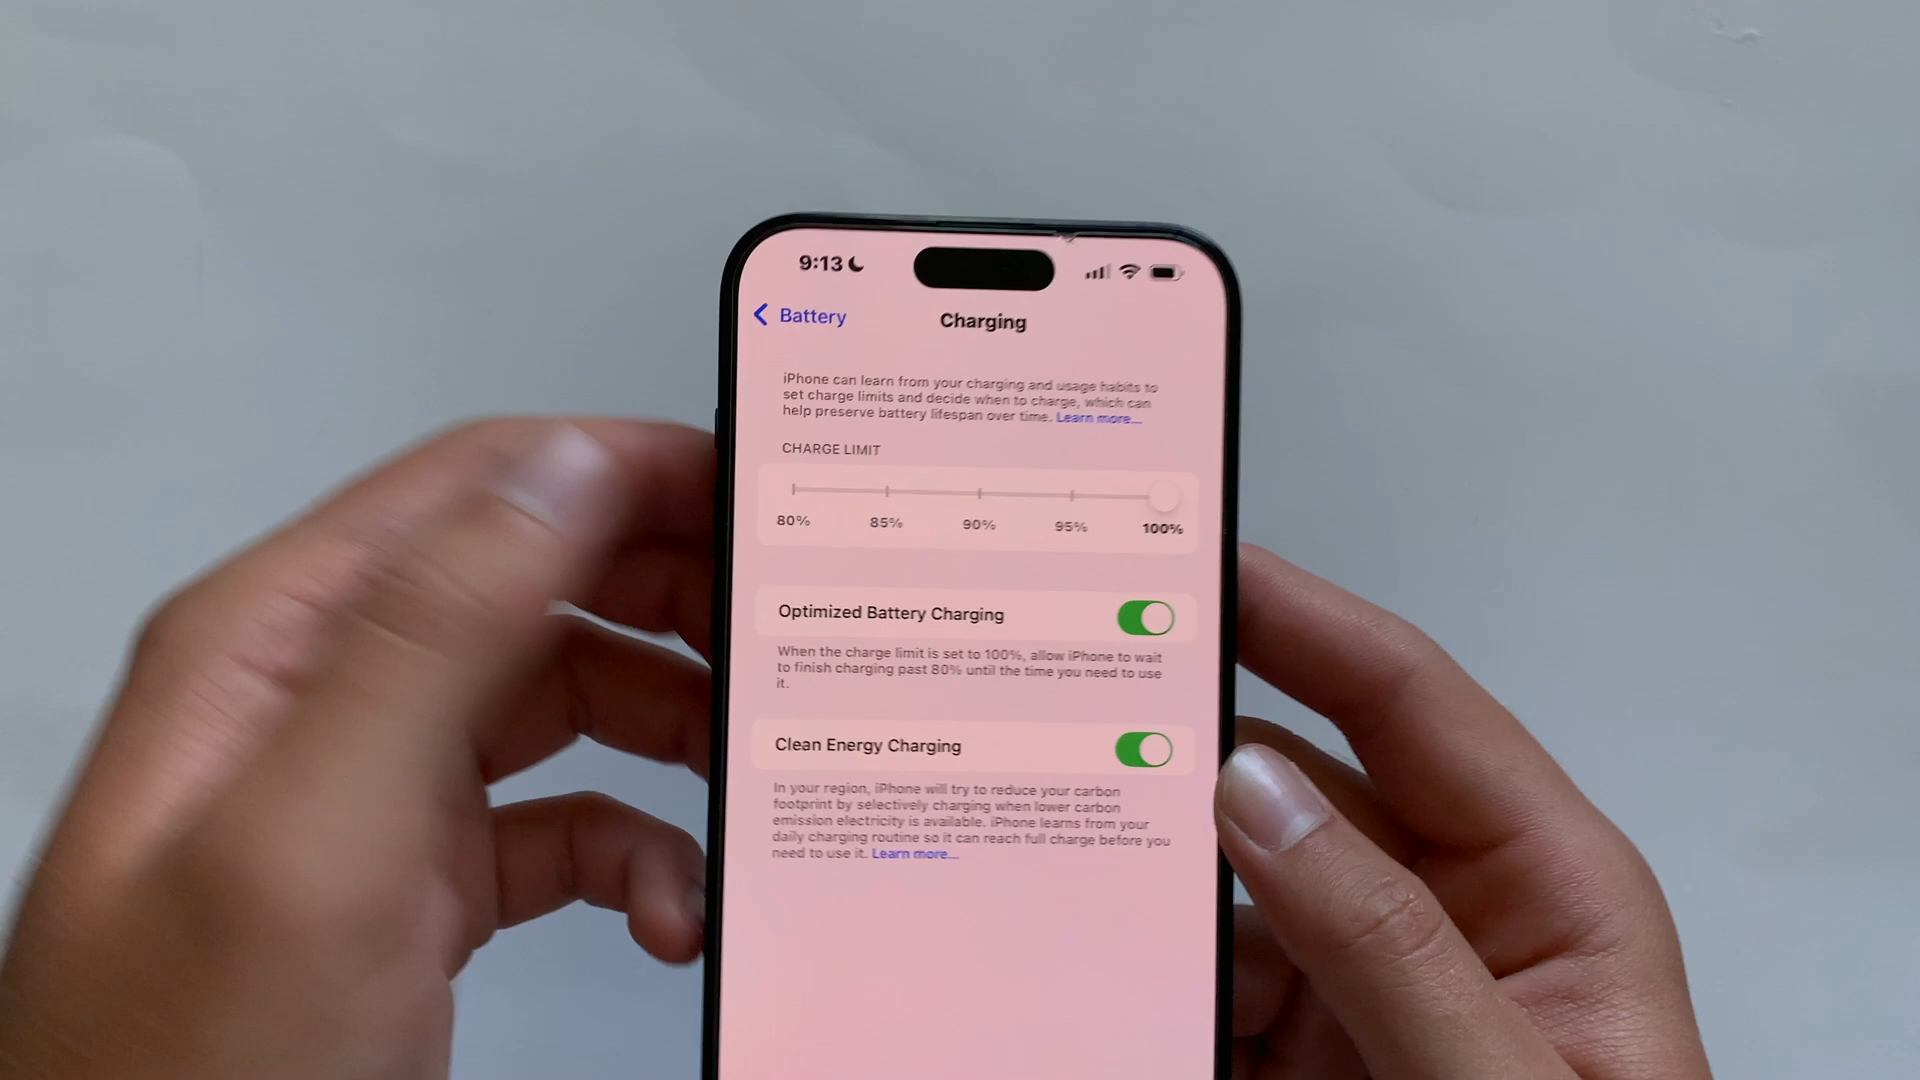 9:13
Battery
Charging
iPhone can learn from your charging and usage habits to
set charge limits and decide when to charge, which can
help preserve battery lifespan over time. Learn more...
CHARGE LIMIT
80% 85% 90% 95% 100%
Optimized Battery Charging
When the charge limit is set to 100%, allow iPhone to wait
to finish charging past 80% until the time you need to use
it.
Clean Energy Charging
In your region, iPhone will try to reduce your carbon
footprint by selectively charging when lower carbon
emission electricity is available. iPhone learns from your
daily charging routine so it can reach full charge before you
need to use it. Learn more...